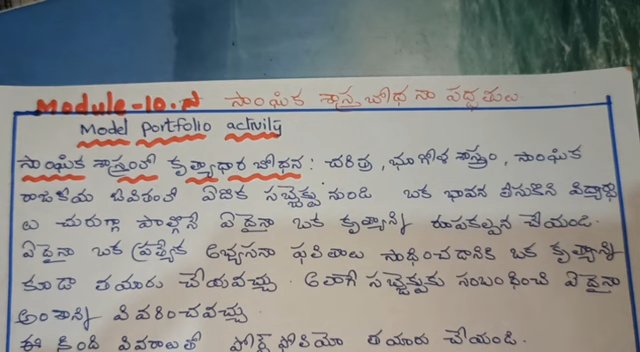 Module-10. సాంఘిక శాస్త్ర బోధనా పద్ధతులు
Model portfolio activity
సాంఘిక శాస్త్రంలో కృత్యాధార బోధన: చరిత్ర, భూగోళ శాస్త్రం, సాంఘిక
రాజకీయ జీవితంలో ఏదైక సబ్జెక్టు నుండి ఒక భావన తీసుకొని విద్యార్థు
లు చురుగ్గా పాల్గొనే ఏదైనా ఒక కృత్యాన్ని రూపకల్పన చేయండి.
ఏదైనా ఒక ప్రత్యేక అభ్యసనా ఫలితాలు సాధించడానికి ఒక కృత్యాన్ని
కూడా తయారు చేయవచ్చు. అలాగే సబ్జెక్టుకు సంబంధించి ఏదైనా
అంశాన్ని వివరించవచ్చు.
ఈ క్రింది వివరాలతో పోర్ట్ ఫోలియో తయారు చేయండి.